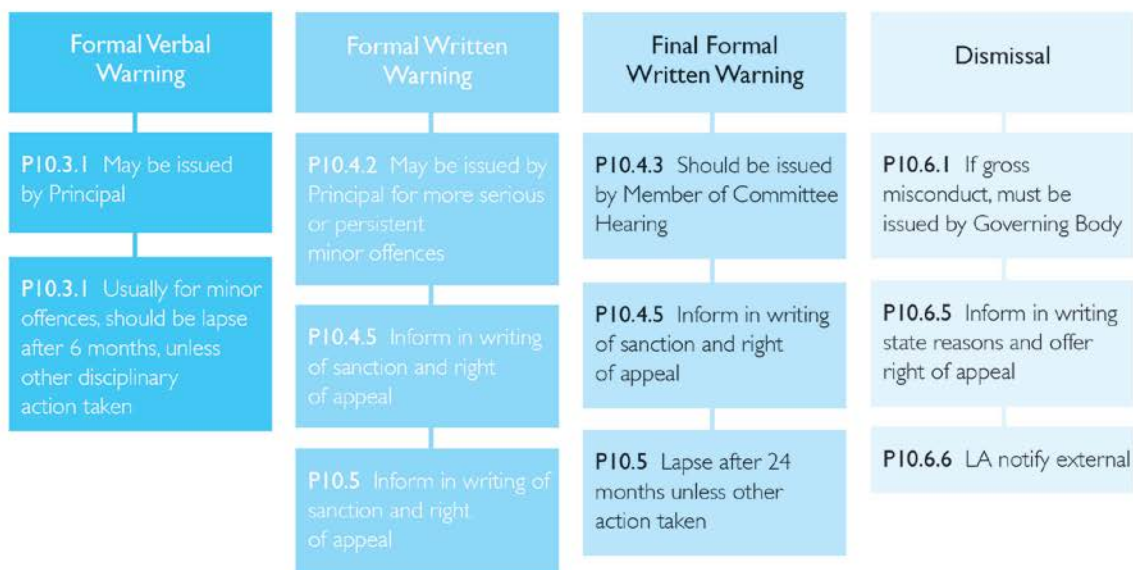 Formal Verbal
Warning
P10.3.1 May be issued
by Principal
P10.3.1 Usually for minor
offences, should be lapse
after 6 months, unless
other disciplinary
action taken
Formal Written
Warning
P10.4.2 May be issued by
Principal for more serious
or persistent
minor offences
P10.4.5 Inform in writing
of sanction and right
of appeal
P10.5 Inform in writing of
sanction and right
of appeal
Final Formal
Written Warning
P10.4.3 Should be issued
by Member of Committee
Hearing
P10.4.5 Inform in writing
of sanction and right
of appeal
P10.5 Lapse after 24
months unless other
action taken
Dismissal
P10.6.1 If gross
misconduct, must be
issued by Governing Body
P10.6.5 Inform in writing
state reasons and offer
right of appeal
P10.6.6 LA notify external